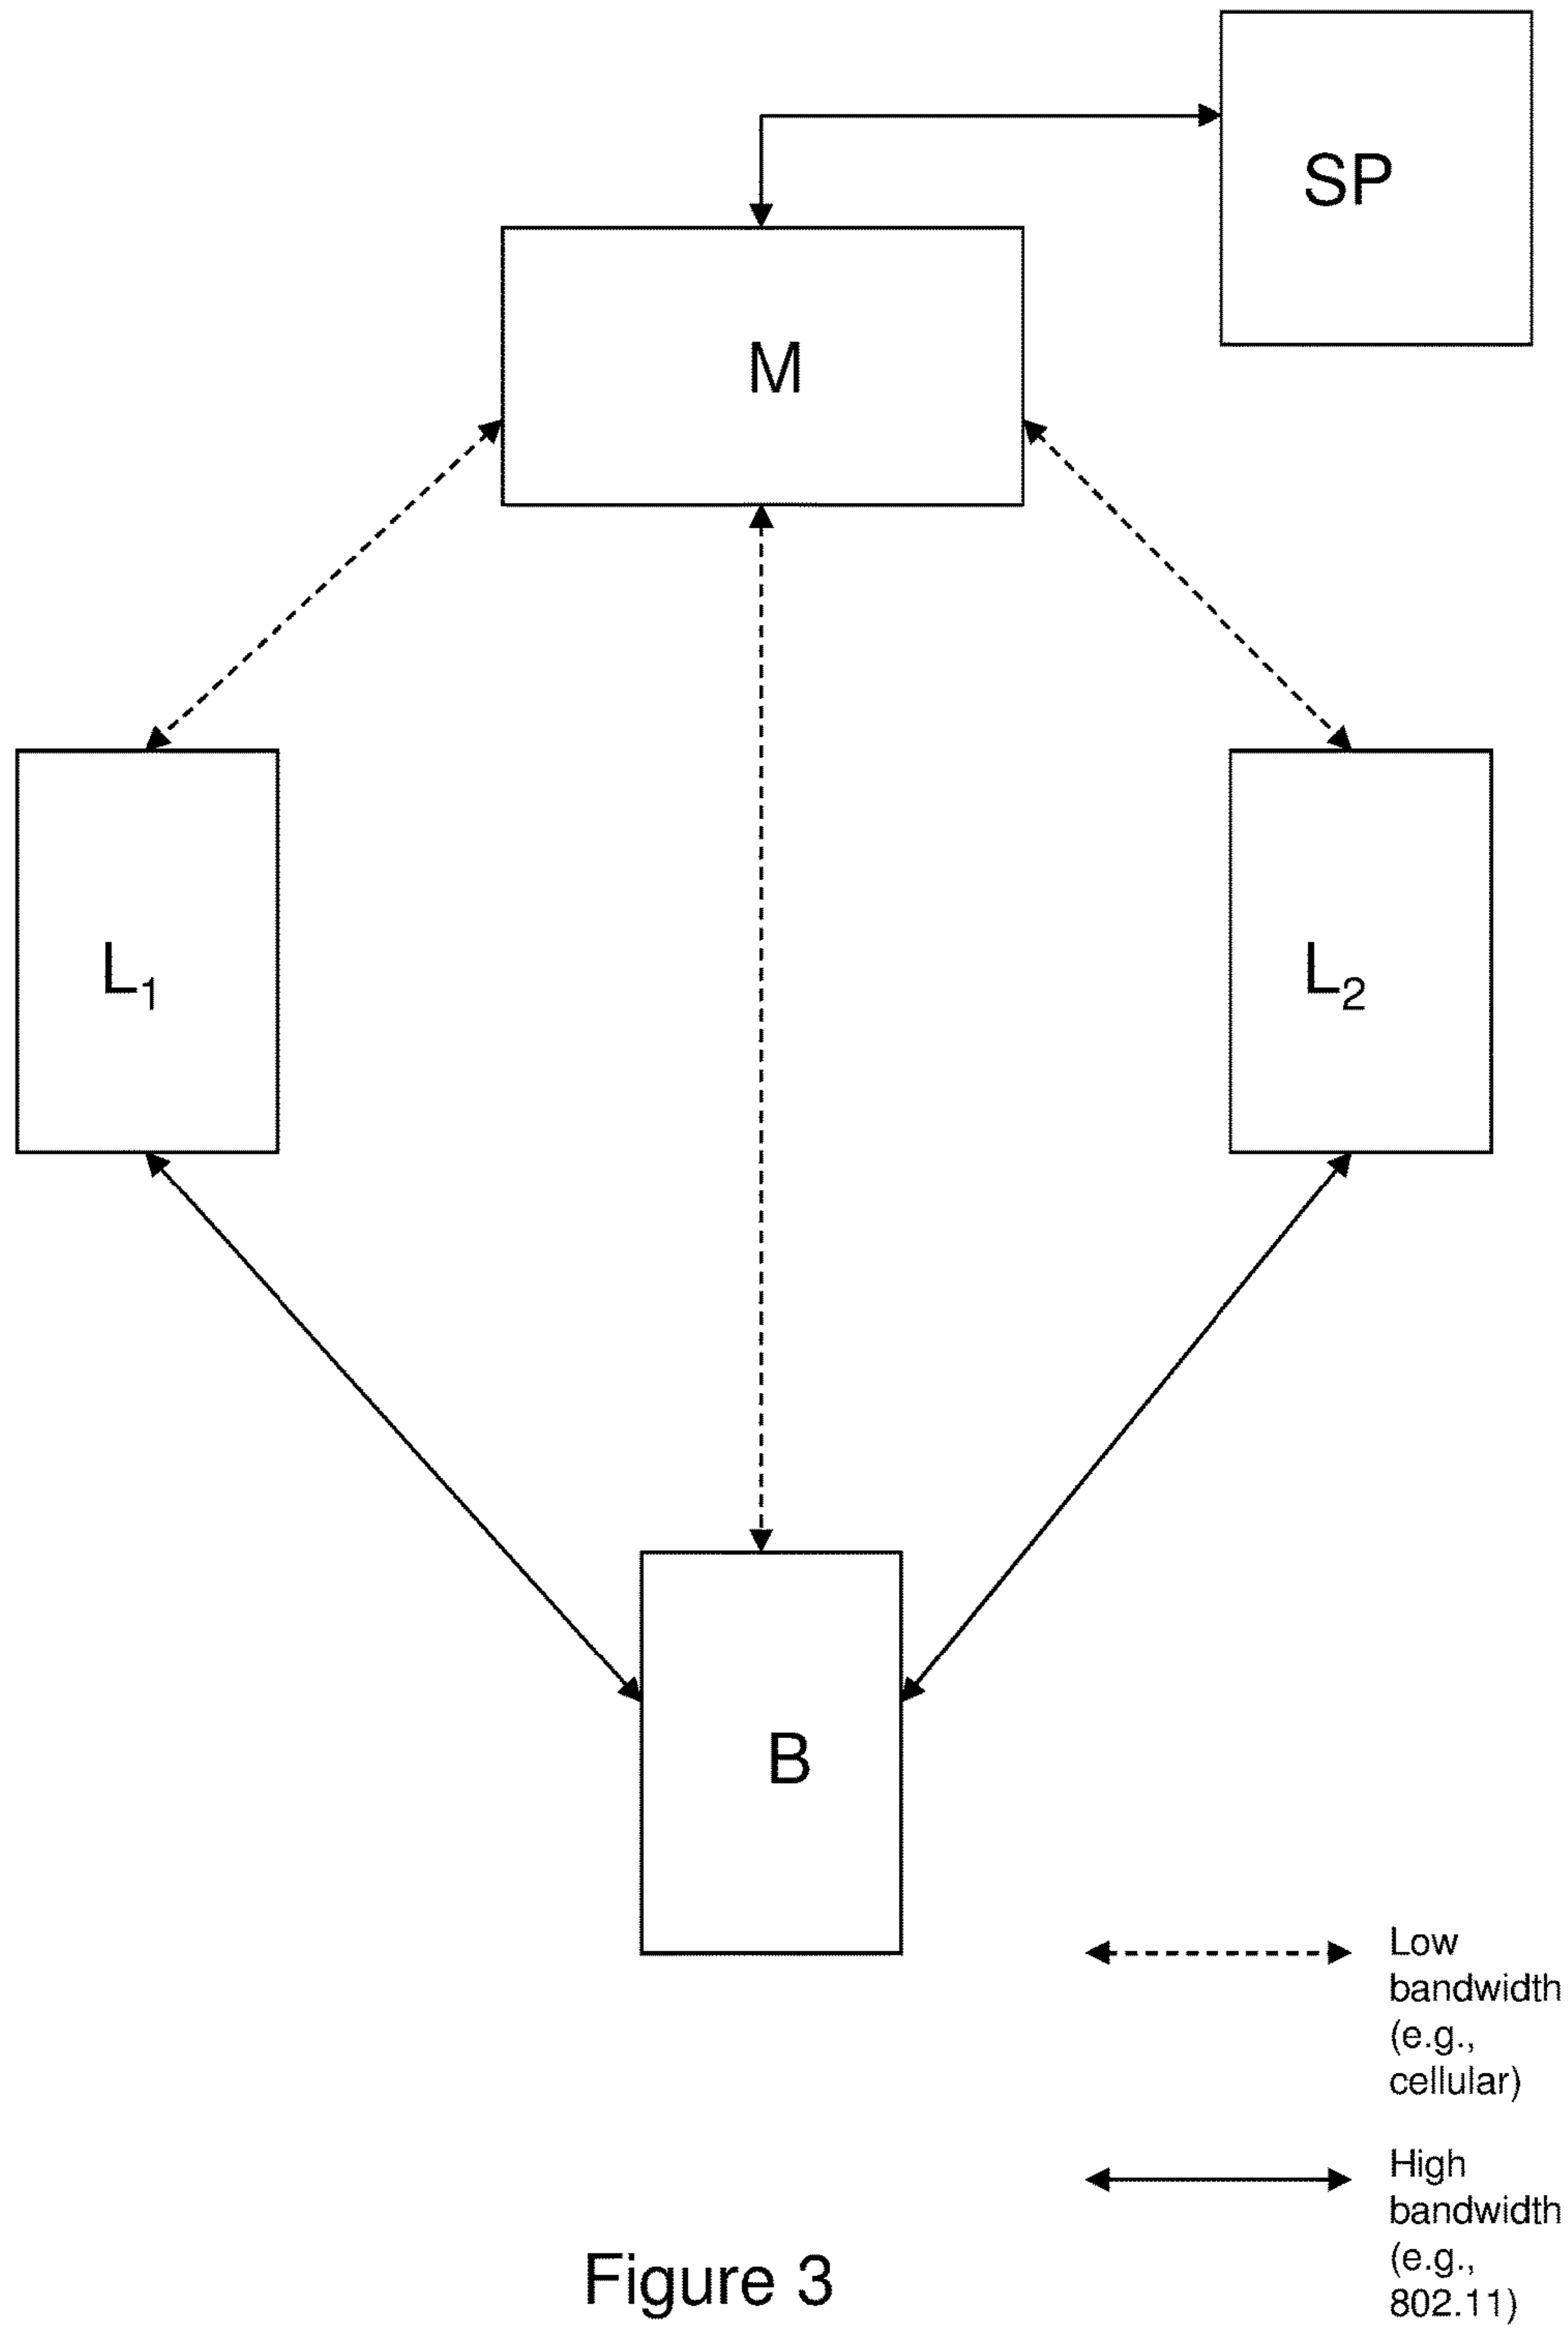 SP
M
L1
L2
B
Low
bandwidth
(e.g.,
cellular)
High
bandwidth
(e.g.,
802.11)
Figure 3